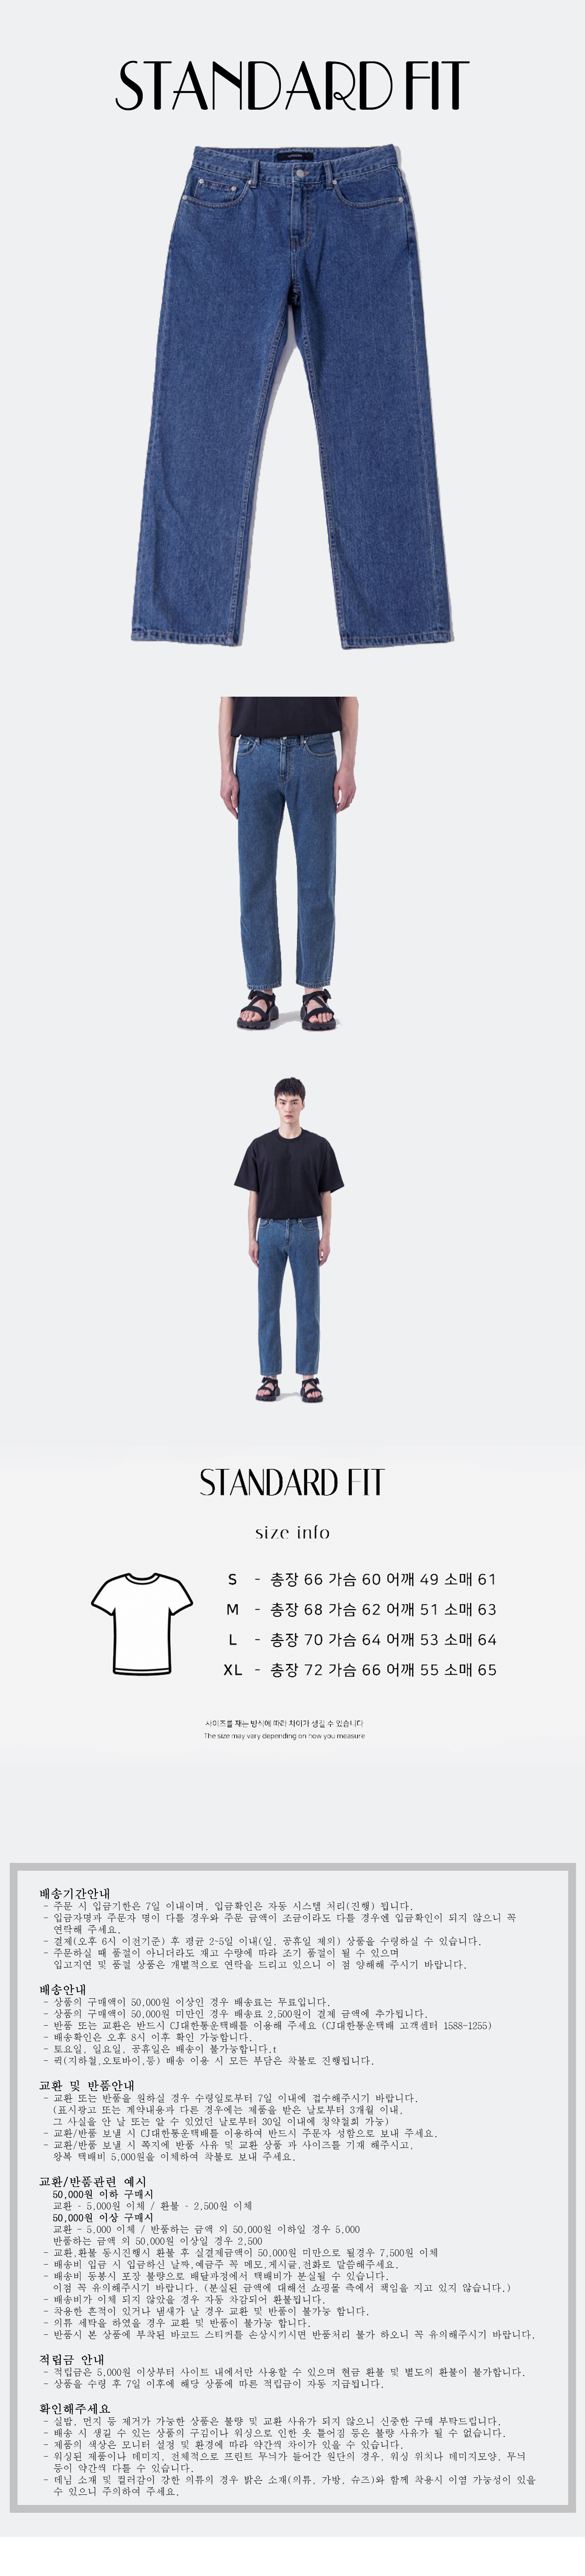 STANDARD FIT
STANDARD FIT
size info
S - 총장 66 가슴 60 어깨 49 소매 61
M - 총장 68 가슴 62 어깨 51 소매 63
L - 총장 70 가슴 64 어깨 53 소매 64
XL - 총장 72 가슴 66 어깨 55 소매 65
사이즈를 재는 방식에 따라 차이가 생길 수 있습니다
The size may vary depending on how you measure
배송기간안내
- 주문 시 입금기한은 7일 이내이며, 입금확인은 자동 시스템 처리(진행) 됩니다.
- 입금자명과 주문자 명이 다를 경우와 주문 금액이 조금이라도 다를 경우엔 입금확인이 되지 않으니 꼭
연락해 주세요.
- 결제(오후 6시 이전기준) 후 평균 2~5일 이내(일, 공휴일 제외) 상품을 수령하실 수 있습니다.
- 주문하실 때 품절이 아니더라도 재고 수량에 따라 조기 품절이 될 수 있으며
입고지연 및 품절 상품은 개별적으로 연락을 드리고 있으니 이 점 양해해 주시기 바랍니다.
배송안내
- 상품의 구매액이 50,000원 이상인 경우 배송료는 무료입니다.
- 상품의 구매액이 50,000원 미만인 경우 배송료 2,500원이 결제 금액에 추가됩니다.
- 반품 또는 교환은 반드시 CJ대한통운택배를 이용해 주세요 (CJ대한통운택배 고객센터 1588-1255)
- 배송확인은 오후 8시 이후 확인 가능합니다.
- 토요일, 일요일, 공휴일은 배송이 불가능합니다.t
- 퀵(지하철,오토바이,등) 배송 이용 시 모든 부담은 착불로 진행됩니다.
교환 및 반품안내
- 교환 또는 반품을 원하실 경우 수령일로부터 7일 이내에 접수해주시기 바랍니다.
(표시광고 또는 계약내용과 다른 경우에는 제품을 받은 날로부터 3개월 이내,
그 사실을 안 날 또는 알 수 있었던 날로부터 30일 이내에 청약철회 가능)
- 교환/반품 보낼 시 CJ대한통운택배를 이용하여 반드시 주문자 성함으로 보내 주세요.
- 교환/반품 보낼 시 쪽지에 반품 사유 및 교환 상품 과 사이즈를 기재 해주시고,
왕복 택배비 5,000원을 이체하여 착불로 보내 주세요.
교환/반품관련 예시
50,000원 이하 구매시
교환 - 5,000원 이체 / 환불 - 2,500원 이체
50,000원 이상 구매시
교환 - 5,000 이체 / 반품하는 금액 외 50,000원 이하일 경우 5,000
반품하는 금액 외 50,000원 이상일 경우 2,500
- 교환,환불 동시진행시 환불 후 실결제금액이 50,000원 미만으로 될경우 7,500원 이체
- 배송비 입금 시 입금하신 날짜,예금주 꼭 메모,게시글,전화로 말씀해주세요.
- 배송비 동봉시 포장 불량으로 배달과정에서 택배비가 분실될 수 있습니다.
이점 꼭 유의해주시기 바랍니다. (분실된 금액에 대해선 쇼핑몰 측에서 책임을 지고 있지 않습니다.)
- 배송비가 이체 되지 않았을 경우 자동 차감되어 환불됩니다.
- 착용한 흔적이 있거나 냄새가 날 경우 교환 및 반품이 불가능 합니다.
- 의류 세탁을 하였을 경우 교환 및 반품이 불가능 합니다.
- 반품시 본 상품에 부착된 바코드 스티커를 손상시키시면 반품처리 불가 하오니 꼭 유의해주시기 바랍니다.
적립금 안내
- 적립금은 5,000원 이상부터 사이트 내에서만 사용할 수 있으며 현금 환불 및 별도의 환불이 불가합니다.
- 상품을 수령 후 7일 이후에 해당 상품에 따른 적립금이 자동 지급됩니다.
확인해주세요
- 실밥, 먼지 등 제거가 가능한 상품은 불량 및 교환 사유가 되지 않으니 신중한 구매 부탁드립니다.
- 배송 시 생길 수 있는 상품의 구김이나 워싱으로 인한 옷 틀어짐 등은 불량 사유가 될 수 없습니다.
- 제품의 색상은 모니터 설정 및 환경에 따라 약간씩 차이가 있을 수 있습니다.
- 워싱된 제품이나 데미지, 전체적으로 프린트 무늬가 들어간 원단의 경우, 워싱 위치나 데미지모양, 무늬
등이 약간씩 다를 수 있습니다.
- 데님 소재 및 컬러감이 강한 의류의 경우 밝은 소재(의류, 가방, 슈즈)와 함께 착용시 이염 가능성이 있을
수 있으니 주의하여 주세요.